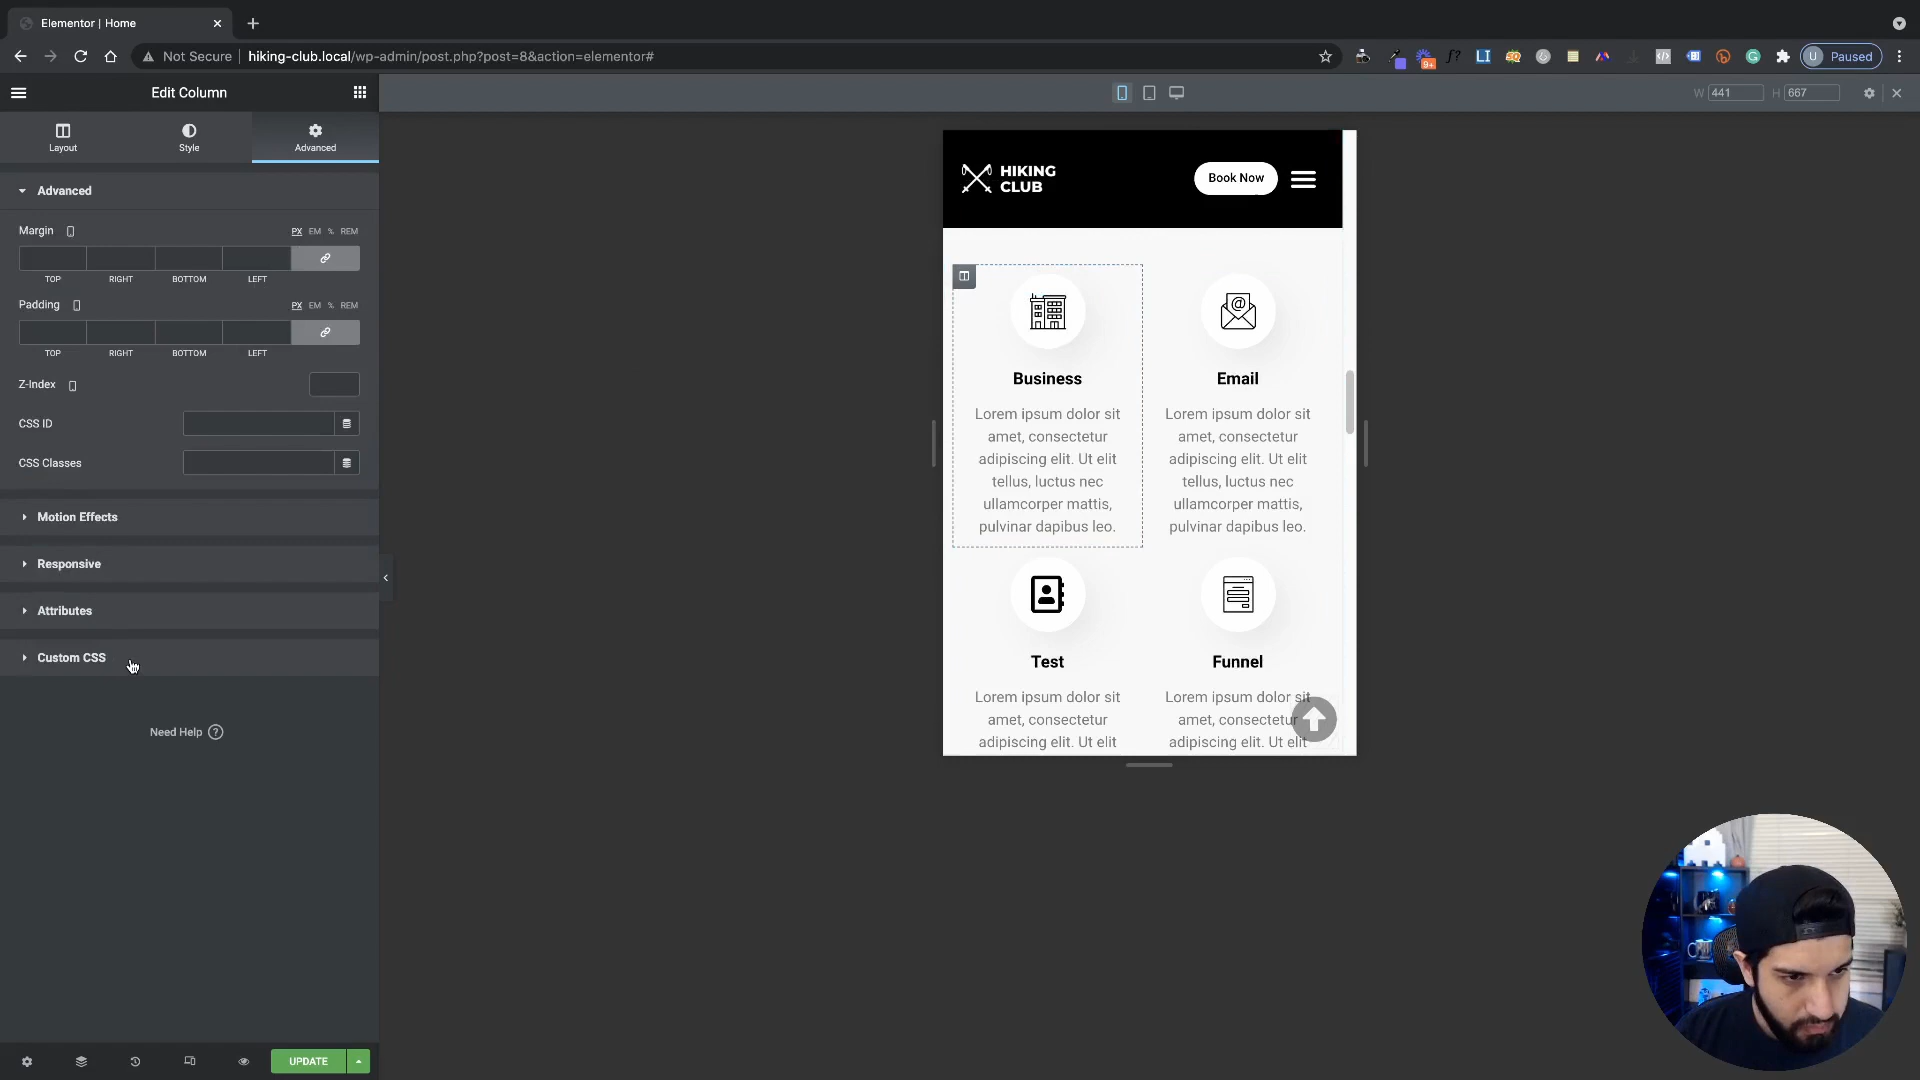 Elementor | Home
Not Secure hiking-club.local/wp-admin/post.php?post=8&action=elementor#
9+
f?
LI
U Paused
Edit Column
W 441 H 667
Layout
Style
Advanced
Advanced
Margin PX EM % REM
TOP RIGHT BOTTOM LEFT
Padding PX EM % REM
TOP RIGHT BOTTOM LEFT
Z-Index
CSS ID
CSS Classes
Motion Effects
Responsive
Attributes
Custom CSS
Need Help ?
UPDATE
HIKING
CLUB
Book Now
Business
Lorem ipsum dolor sit
amet, consectetur
adipiscing elit. Ut elit
tellus, luctus nec
ullamcorper mattis,
pulvinar dapibus leo.
@
Email
Lorem ipsum dolor sit
amet, consectetur
adipiscing elit. Ut elit
tellus, luctus nec
ullamcorper mattis,
pulvinar dapibus leo.
Test
Lorem ipsum dolor sit
amet, consectetur
adipiscing elit. Ut elit
Funnel
Lorem ipsum dolor sit
amet, consectetur
adipiscing elit. Ut elit